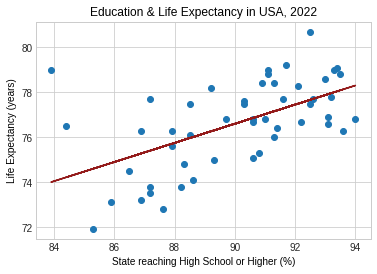 Education & Life Expectancy in USA, 2022
Life Expectancy (years)
80
78
76
74
72
84 86 88 90 92 94
State reaching High School or Higher (%)